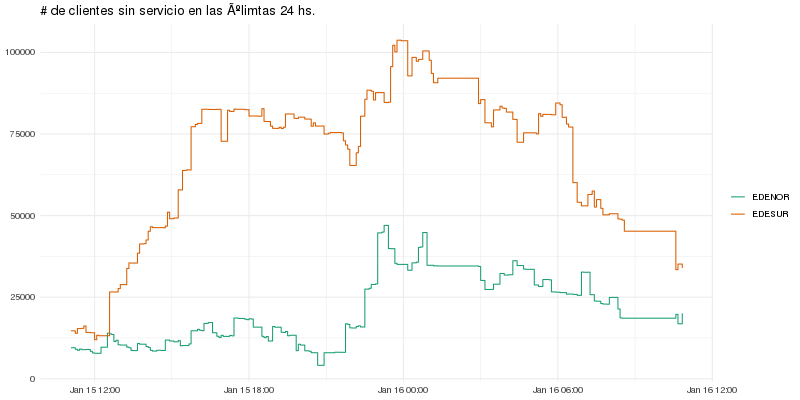 # de clientes sin servicio en las Ãºlimtas 24 hs.
100000
75000
50000
25000
0
Jan 15 12:00
Jan 15 18:00
Jan 16 00:00
Jan 16 06:00
Jan 16 12:00
EDENOR
EDESUR